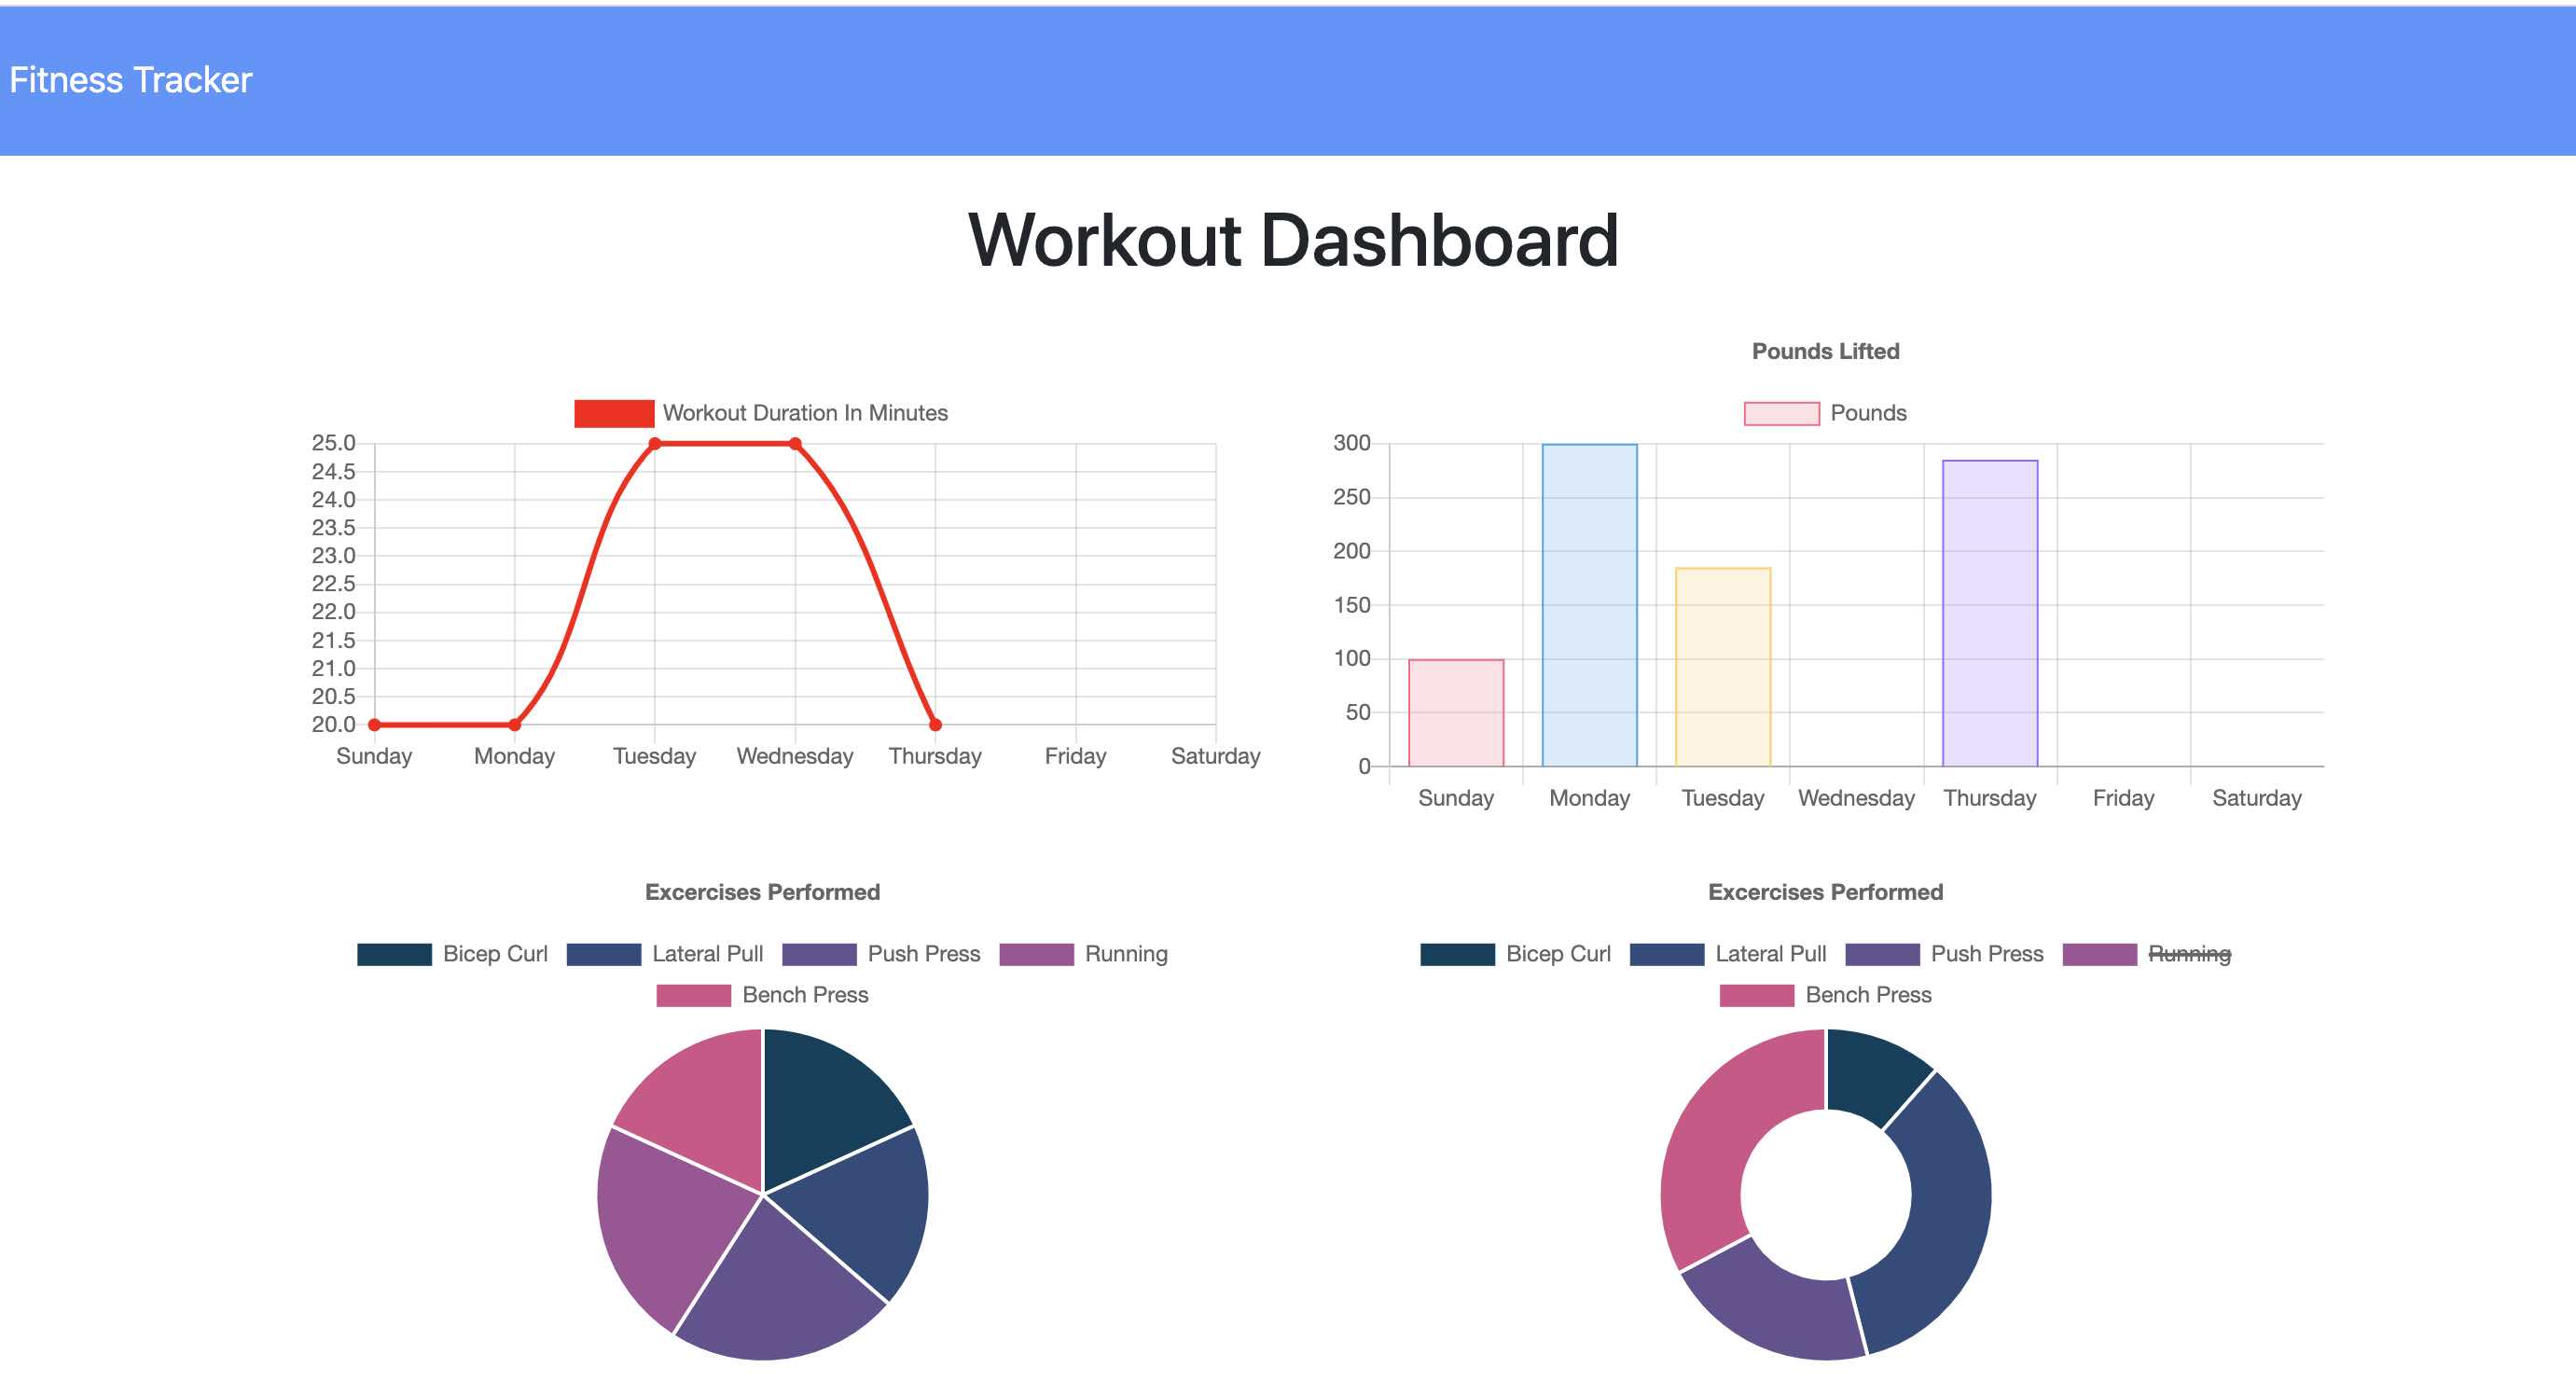 Fitness Tracker
Workout Dashboard
Workout Duration In Minutes
25.0
24.5
24.0
23.5
23.0
22.5
22.0
21.5
21.0
20.5
20.0
Sunday Monday Tuesday Wednesday Thursday Friday Saturday
Pounds Lifted
Pounds
300
250
200
150
100
50
0
Sunday Monday Tuesday Wednesday Thursday Friday Saturday
Excercises Performed
Bicep Curl Lateral Pull Push Press Running
Bench Press
Excercises Performed
Bicep Curl Lateral Pull Push Press Running
Bench Press